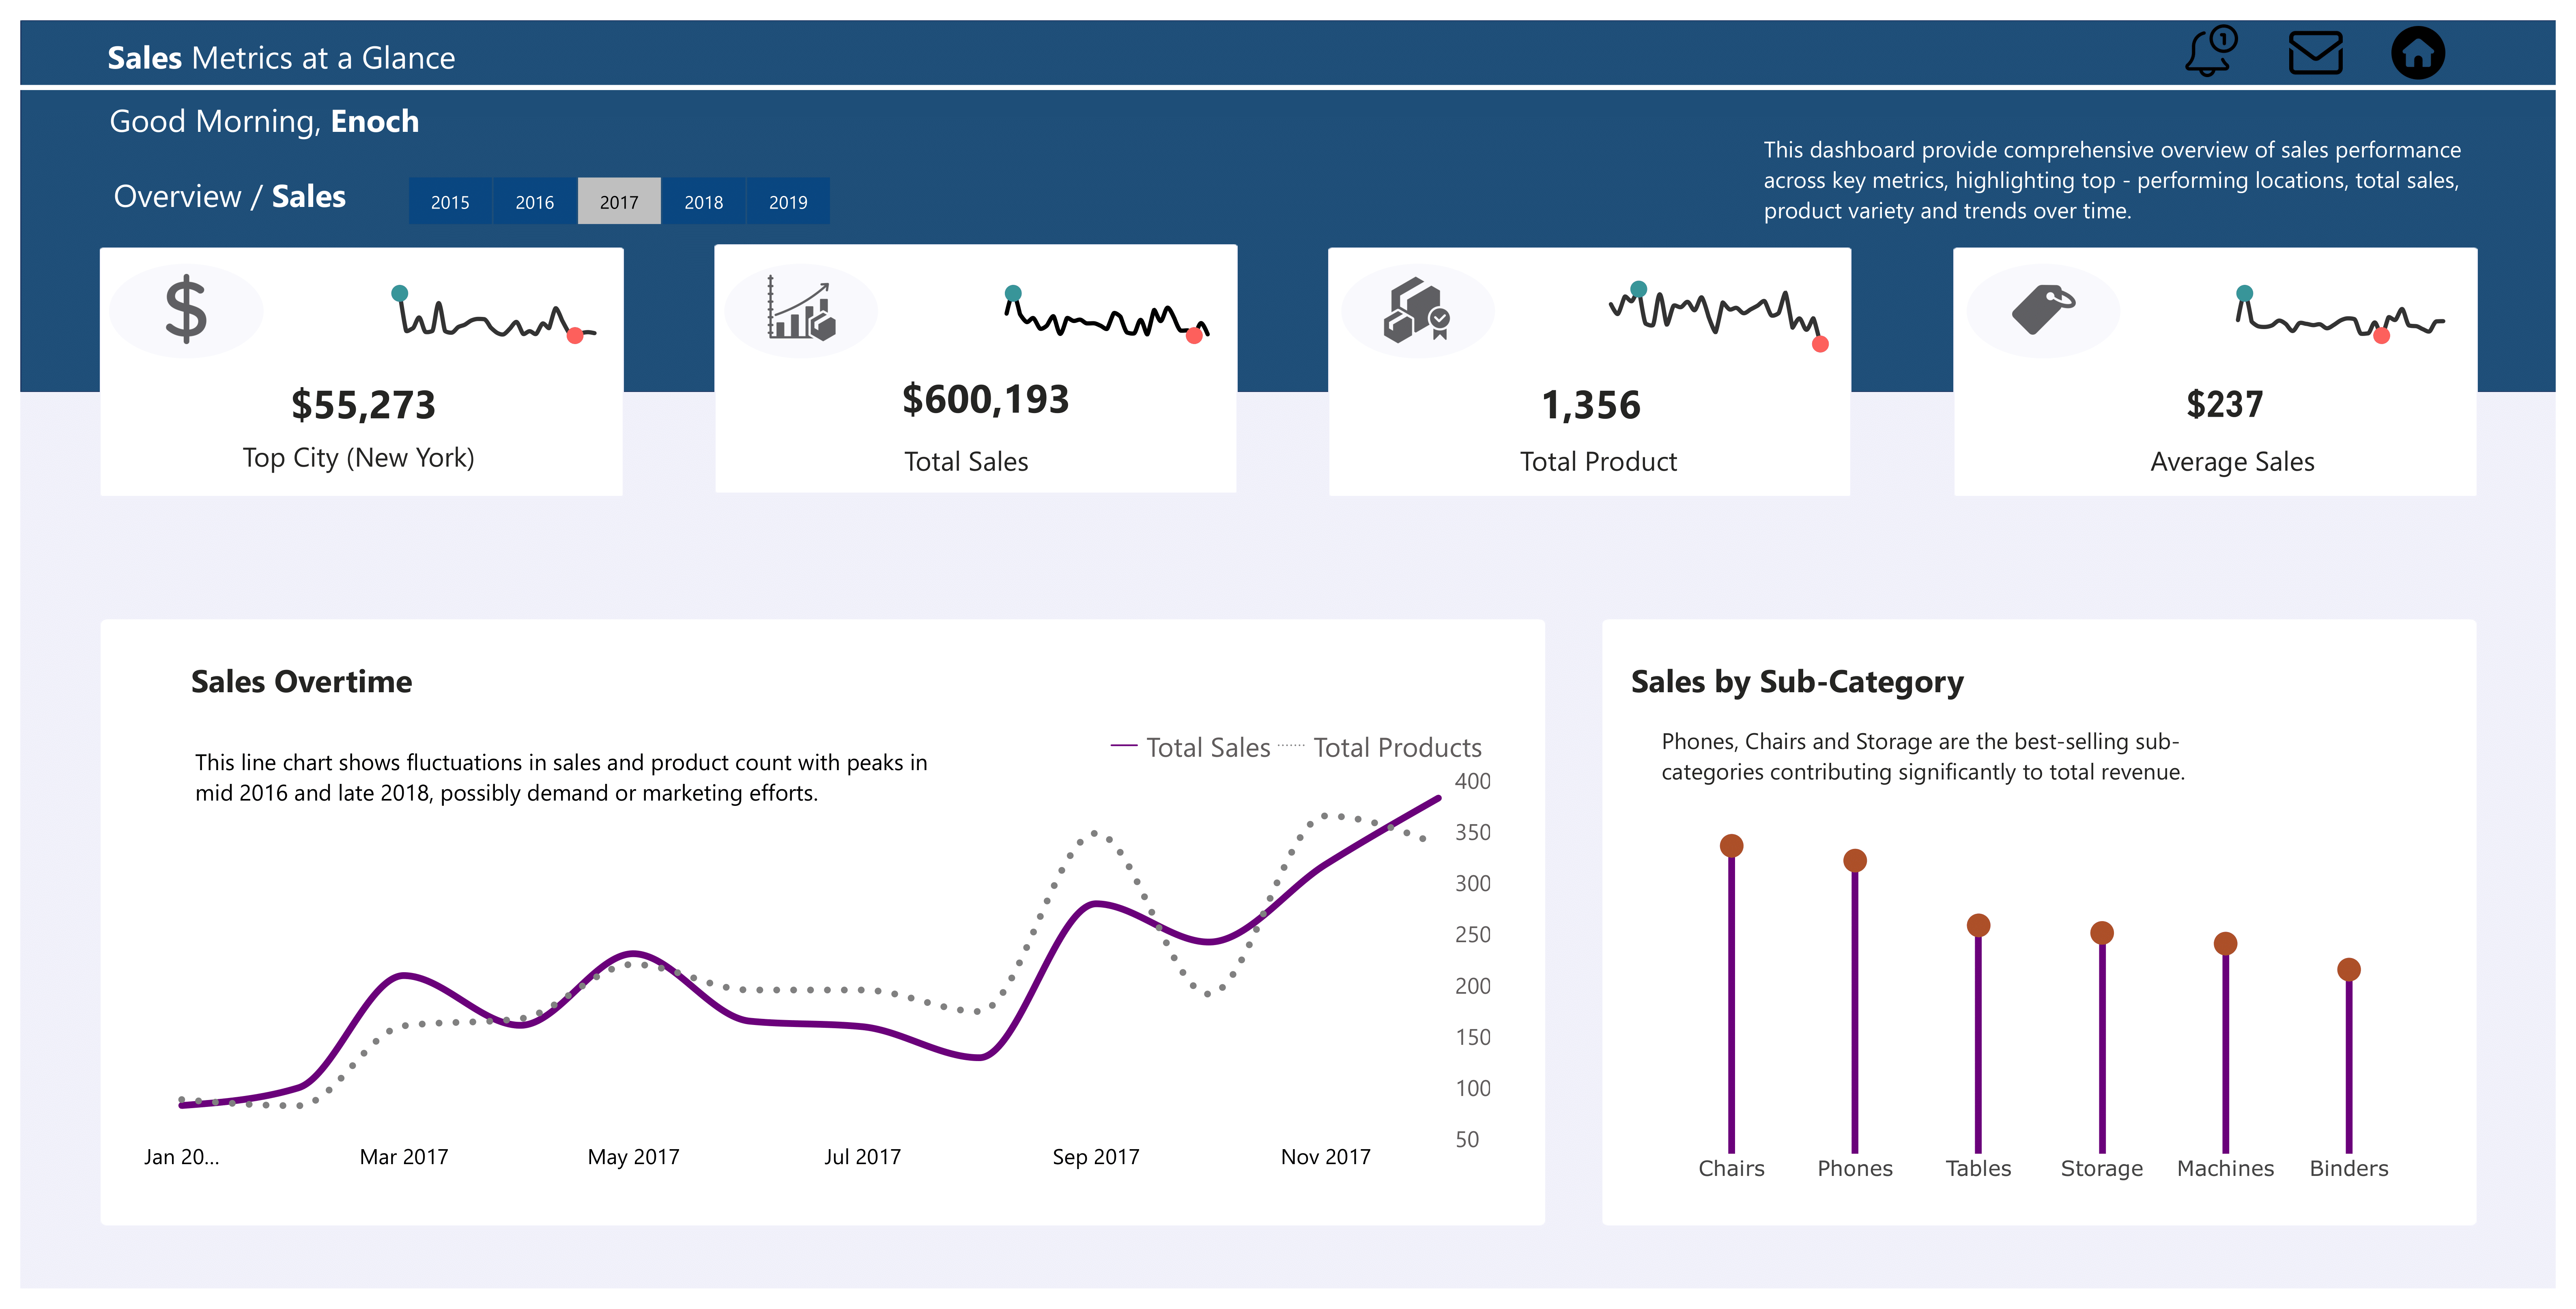 Sales Metrics at a Glance
1
Good Morning, Enoch
Overview / Sales
2015 2016 2017 2018 2019
This dashboard provide comprehensive overview of sales performance
across key metrics, highlighting top - performing locations, total sales,
product variety and trends over time.
$55,273
Top City (New York)
$600,193
Total Sales
1,356
Total Product
$237
Average Sales
Sales Overtime
This line chart shows fluctuations in sales and product count with peaks in
mid 2016 and late 2018, possibly demand or marketing efforts.
Total Sales Total Products
400
350
300
250
200
150
100
50
Jan 20... Mar 2017 May 2017 Jul 2017 Sep 2017 Nov 2017
Sales by Sub-Category
Phones, Chairs and Storage are the best-selling sub-
categories contributing significantly to total revenue.
Chairs Phones Tables Storage Machines Binders